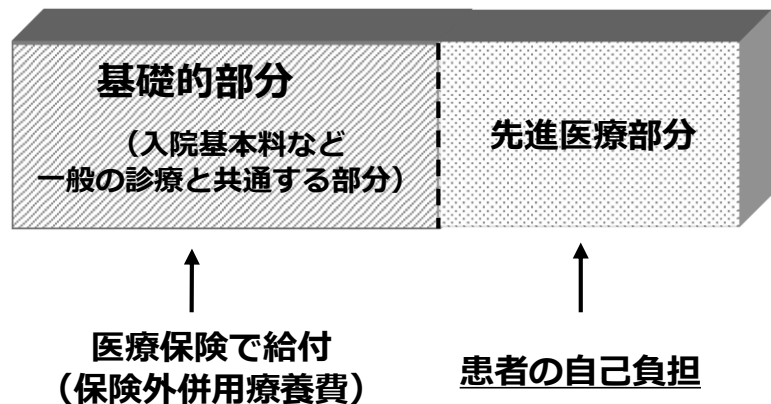 基礎的部分
（入院基本料など
一般の診療と共通する部分）
先進医療部分
医療保険で給付
（保険外併用療養費）
患者の自己負担